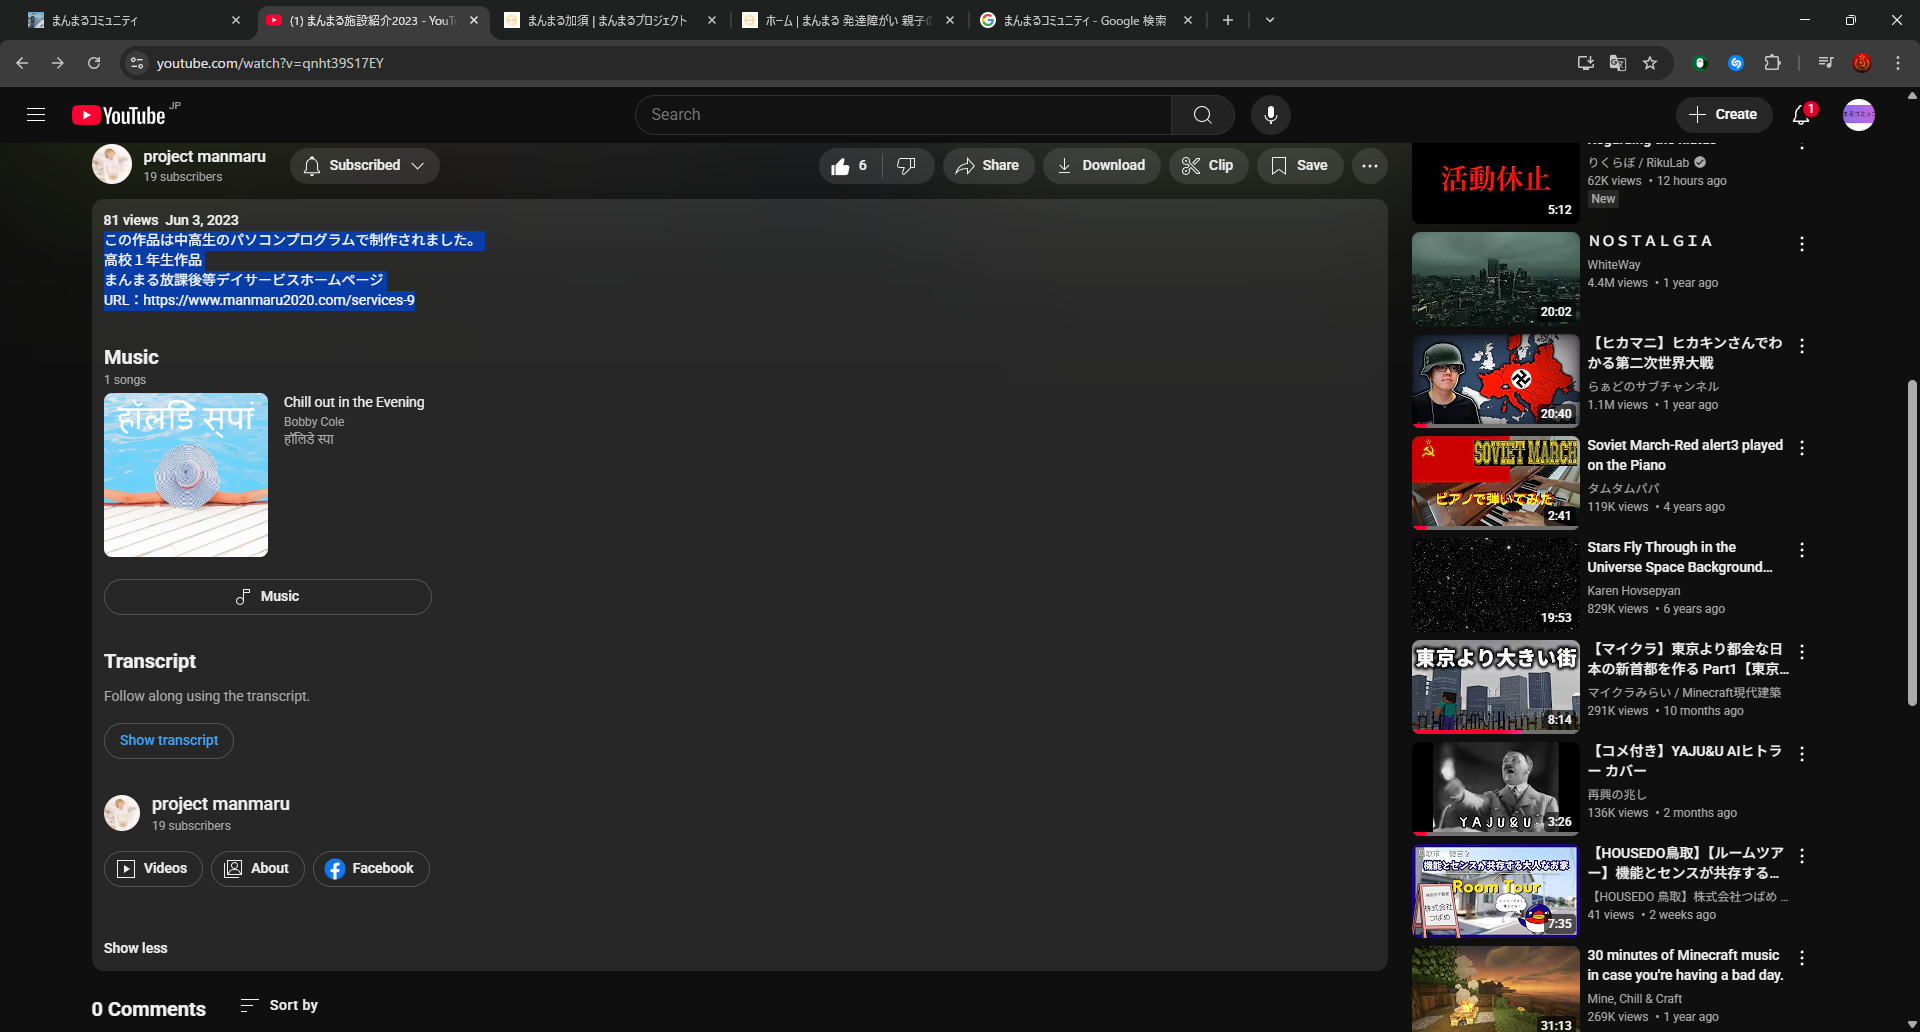 まんまるコミュニティ
(1) まんまる施設紹介2023 - YouT
まんまる加須 | まんまるプロジェクト
ホーム | まんまる 発達障がい 親子の
まんまるコミュニティ - Google 検索
youtube.com/watch?v=qnht39S17EY
YouTube JP
Search
Create
1
project manmaru
19 subscribers
Subscribed
6
Share
Download
Clip
Save
81 views Jun 3, 2023
この作品は中高生のパソコンプログラムで制作されました。
高校１年生作品
まんまる放課後等デイサービスホームページ
URL：https://www.manmaru2020.com/services-9
Music
1 songs
हॉलिडे स्पा
Chill out in the Evening
Bobby Cole
हॉलिडे स्पा
Music
Transcript
Follow along using the transcript.
Show transcript
project manmaru
19 subscribers
Videos
About
Facebook
Show less
0 Comments
Sort by
活動休止
5:12
りくらぼ / RikuLab
62K views • 12 hours ago
New
20:02
ＮＯＳＴＡＬＧＩＡ
WhiteWay
4.4M views • 1 year ago
20:40
【ヒカマニ】ヒカキンさんでわ
かる第二次世界大戦
らぁどのサブチャンネル
1.1M views • 1 year ago
SOVIET MARCH
ピアノで弾いてみた
2:41
Soviet March-Red alert3 played
on the Piano
タムタムパパ
119K views • 4 years ago
19:53
Stars Fly Through in the
Universe Space Background...
Karen Hovsepyan
829K views • 6 years ago
東京より大きい街
8:14
【マイクラ】東京より都会な日
本の新首都を作る Part1【東京...
マイクラみらい / Minecraft現代建築
291K views • 10 months ago
YAJU&U
3:26
【コメ付き】YAJU&U AIヒトラ
ー カバー
再興の兆し
136K views • 2 months ago
機能とセンスが共存する大人なお家
Room Tour
株式会社
つばめ
7:35
【HOUSEDO鳥取】【ルームツア
ー】機能とセンスが共存する...
【HOUSEDO 鳥取】株式会社つばめ ...
41 views • 2 weeks ago
31:13
30 minutes of Minecraft music
in case you're having a bad day.
Mine, Chill & Craft
269K views • 1 year ago